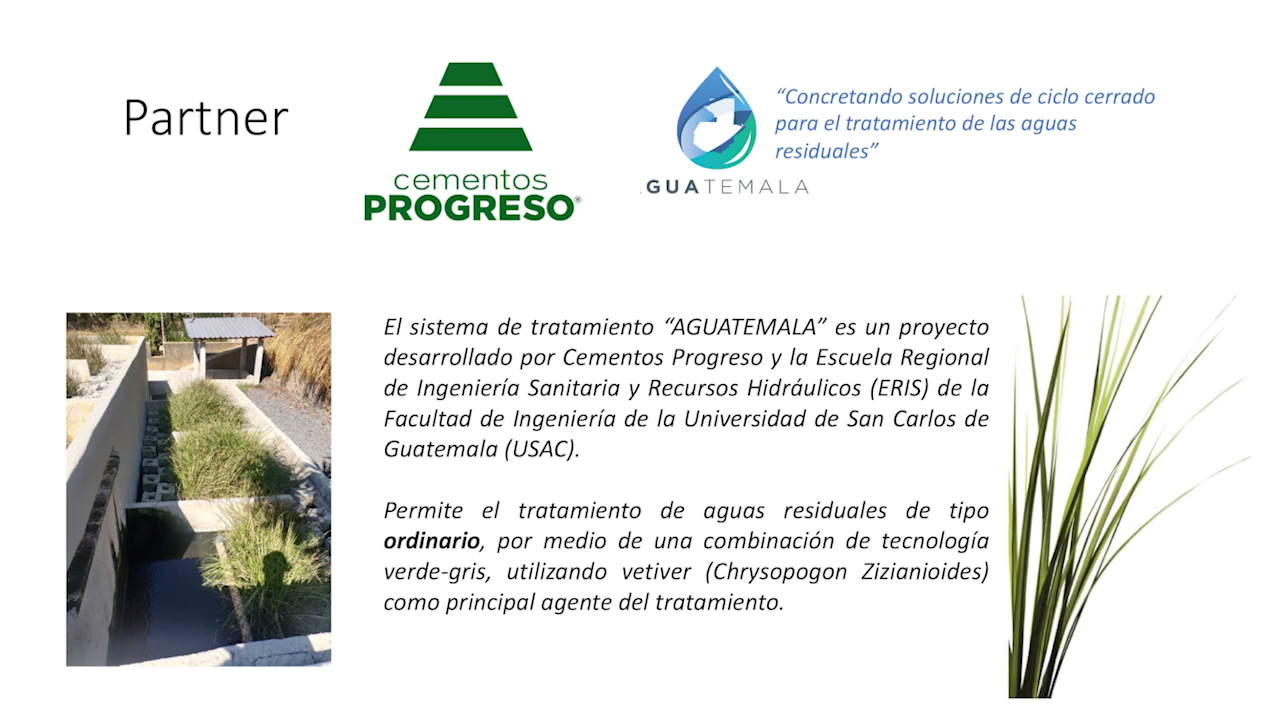 Partner
cementos
PROGRESO®
GUATEMALA
“Concretando soluciones de ciclo cerrado
para el tratamiento de las aguas
residuales”
El sistema de tratamiento “AGUATEMALA” es un proyecto
desarrollado por Cementos Progreso y la Escuela Regional
de Ingeniería Sanitaria y Recursos Hidráulicos (ERIS) de la
Facultad de Ingeniería de la Universidad de San Carlos de
Guatemala (USAC).
Permite el tratamiento de aguas residuales de tipo
ordinario, por medio de una combinación de tecnología
verde-gris, utilizando vetiver (Chrysopogon Zizianioides)
como principal agente del tratamiento.